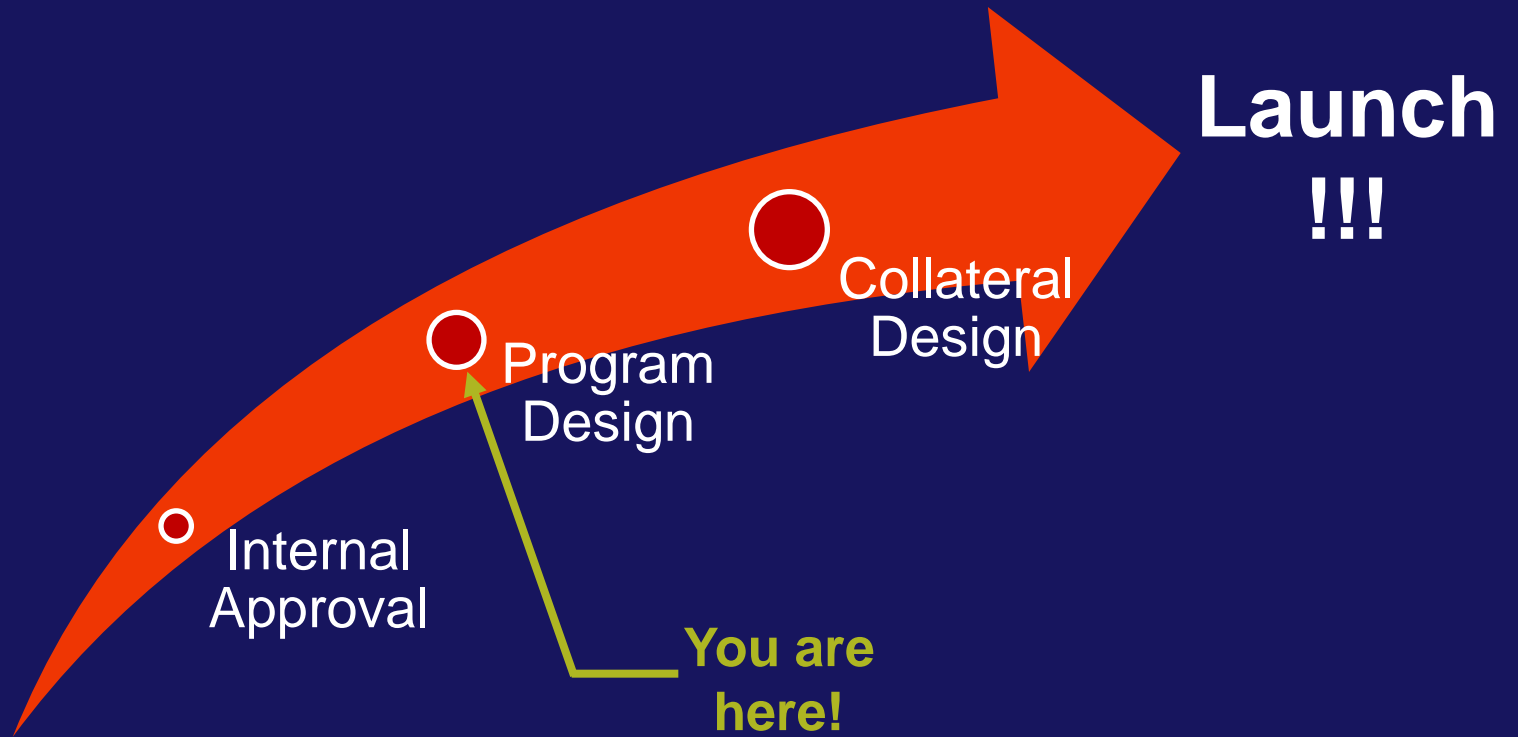 Launch
!!!
Collateral
Design
Program
Design
Internal
Approval
You are
here!